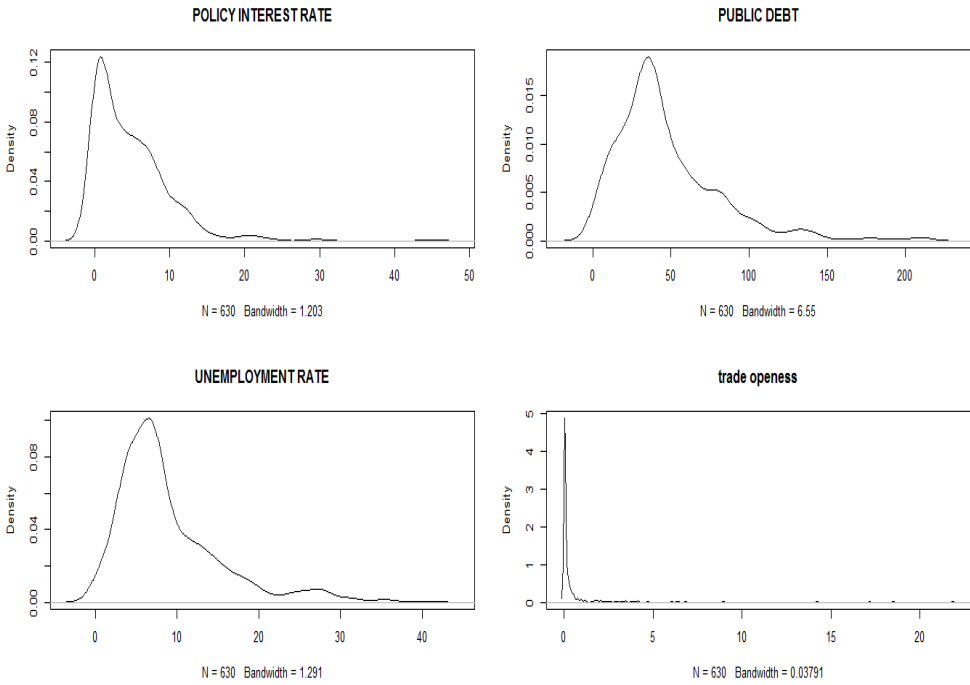 POLICY INTEREST RATE
Density
0.00 0.04 0.08 0.12
0 10 20 30 40 50
N = 630 Bandwidth = 1.203
PUBLIC DEBT
Density
0.000 0.005 0.010 0.015
0 50 100 150 200
N = 630 Bandwidth = 6.55
UNEMPLOYMENT RATE
Density
0.00 0.04 0.08
0 10 20 30 40
N = 630 Bandwidth = 1.291
trade openess
Density
0 1 2 3 4 5
0 5 10 15 20
N = 630 Bandwidth = 0.03791